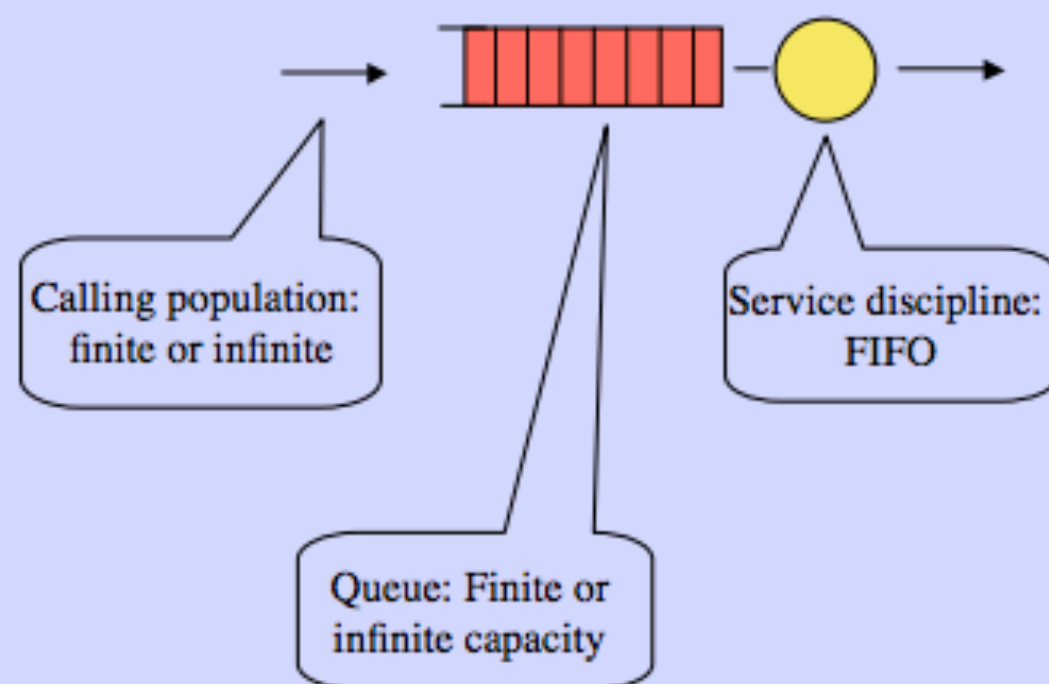 Calling population:
finite or infinite
Service discipline:
FIFO
Queue: Finite or
infinite capacity